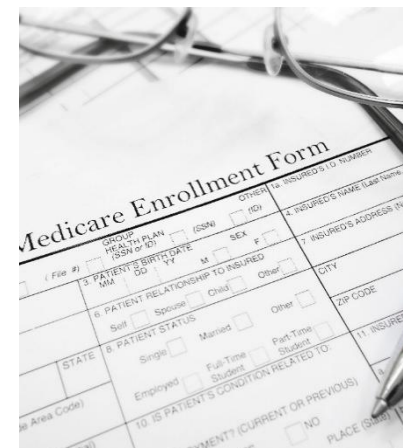 Medicare Enrollment Form
( File #)
GROUP
HEALTH PLAN
(SSN or ID)
(SSN)
OTHER
(ID)
1a. INSURED'S I.D. NUMBER
3. PATIENT'S BIRTH DATE
MM DD YY
SEX
M F
4. INSURED'S NAME (Last Name,
6. PATIENT RELATIONSHIP TO INSURED
Self Spouse Child Other
7. INSURED'S ADDRESS
STATE
8. PATIENT STATUS
Single Married Other
CITY
Employed Full-Time
Student
Part-Time
Student
ZIP CODE
e Area Code)
10. IS PATIENT'S CONDITION RELATED TO:
11. INSURED
(CURRENT OR PREVIOUS)
NO
PLACE
a.